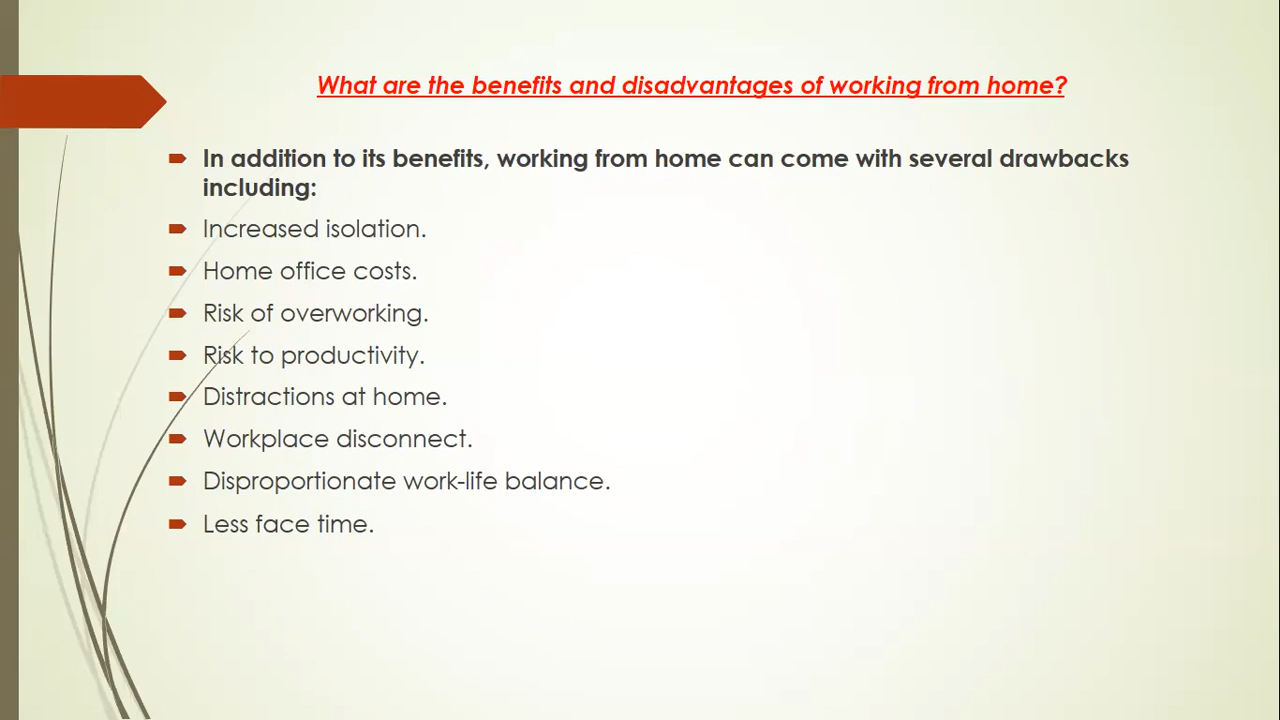 What are the benefits and disadvantages of working from home?
In addition to its benefits, working from home can come with several drawbacks
including:
Increased isolation.
Home office costs.
Risk of overworking.
Risk to productivity.
Distractions at home.
Workplace disconnect.
Disproportionate work-life balance.
Less face time.